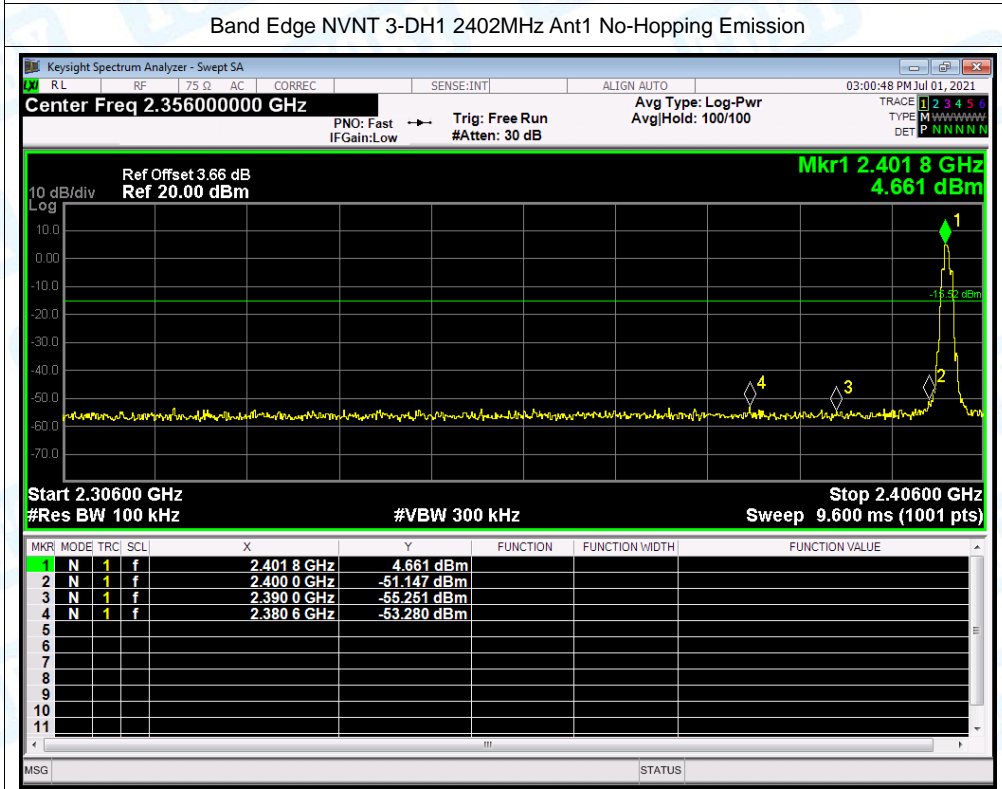 Band Edge NVNT 3-DH1 2402MHz Ant1 No-Hopping Emission
Keysight Spectrum Analyzer - Swept SA
LXI RL RF 75 Ω AC CORREC SENSE:INT ALIGN AUTO 03:00:48 PM Jul 01, 2021
Center Freq 2.356000000 GHz Avg Type: Log-Pwr TRACE 1 2 3 4 5 6
PNO: Fast Trig: Free Run Avg|Hold: 100/100 TYPE M WWWWW
IFGain:Low #Atten: 30 dB DET P N N N N N
Mkr1 2.401 8 GHz
Ref Offset 3.66 dB
10 dB/div Ref 20.00 dBm 4.661 dBm
Log
1
10.0
0.00
-10.0
-15.52 dBm
-20.0
-30.0
-40.0
4 3 2
-50.0
-60.0
-70.0
Start 2.30600 GHz Stop 2.40600 GHz
#Res BW 100 kHz #VBW 300 kHz Sweep 9.600 ms (1001 pts)
MKR MODE TRC SCL X Y FUNCTION FUNCTION WIDTH FUNCTION VALUE
1 N 1 f 2.401 8 GHz 4.661 dBm
2 N 1 f 2.400 0 GHz -51.147 dBm
3 N 1 f 2.390 0 GHz -55.251 dBm
4 N 1 f 2.380 6 GHz -53.280 dBm
5
6
7
8
9
10
11
MSG STATUS